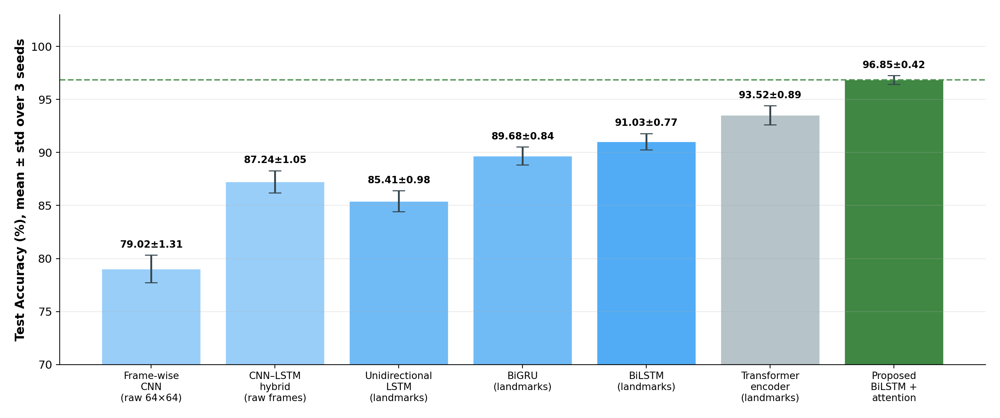 Test Accuracy (%), mean ± std over 3 seeds
100
95
90
85
80
75
70
79.02±1.31
87.24±1.05
85.41±0.98
89.68±0.84
91.03±0.77
93.52±0.89
96.85±0.42
Frame-wise
CNN
(raw 64×64)
CNN–LSTM
hybrid
(raw frames)
Unidirectional
LSTM
(landmarks)
BiGRU
(landmarks)
BiLSTM
(landmarks)
Transformer
encoder
(landmarks)
Proposed
BiLSTM +
attention